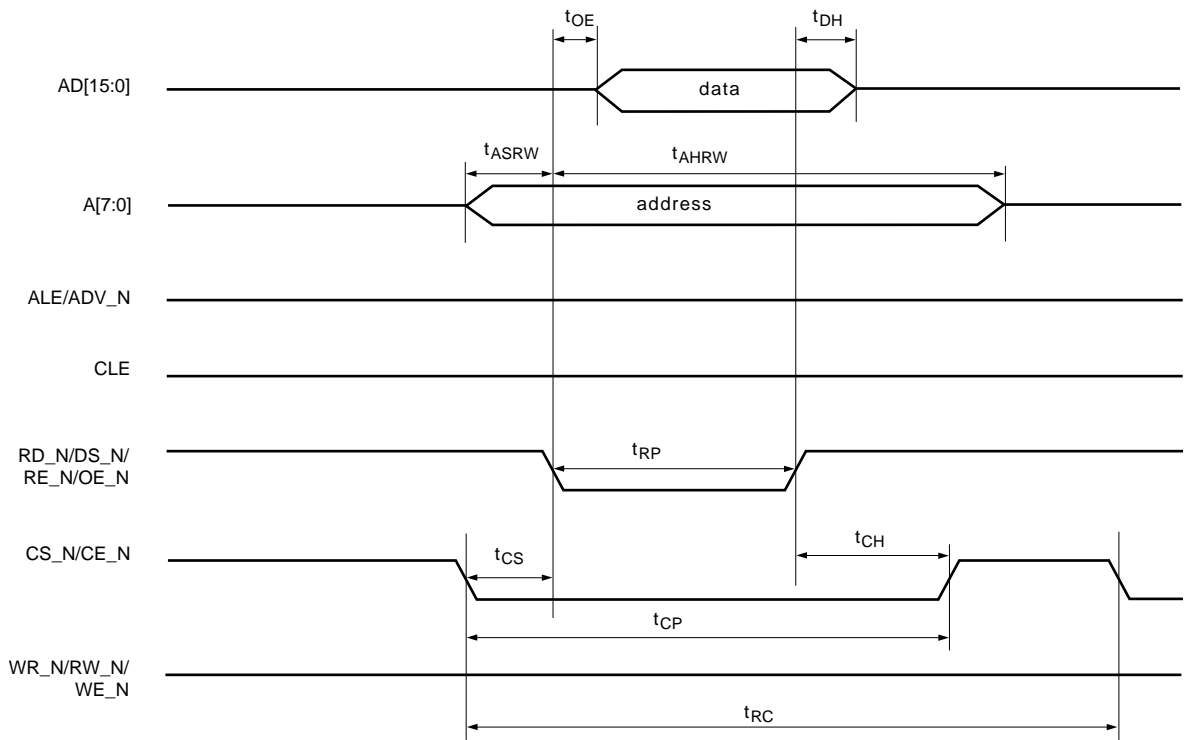 tOE
tDH
AD[15:0]
data
tASRW
tAHRW
A[7:0]
address
ALE/ADV_N
CLE
RD_N/DS_N/
RE_N/OE_N
tRP
CS_N/CE_N
tCS
tCH
tCP
WR_N/RW_N/
WE_N
tRC